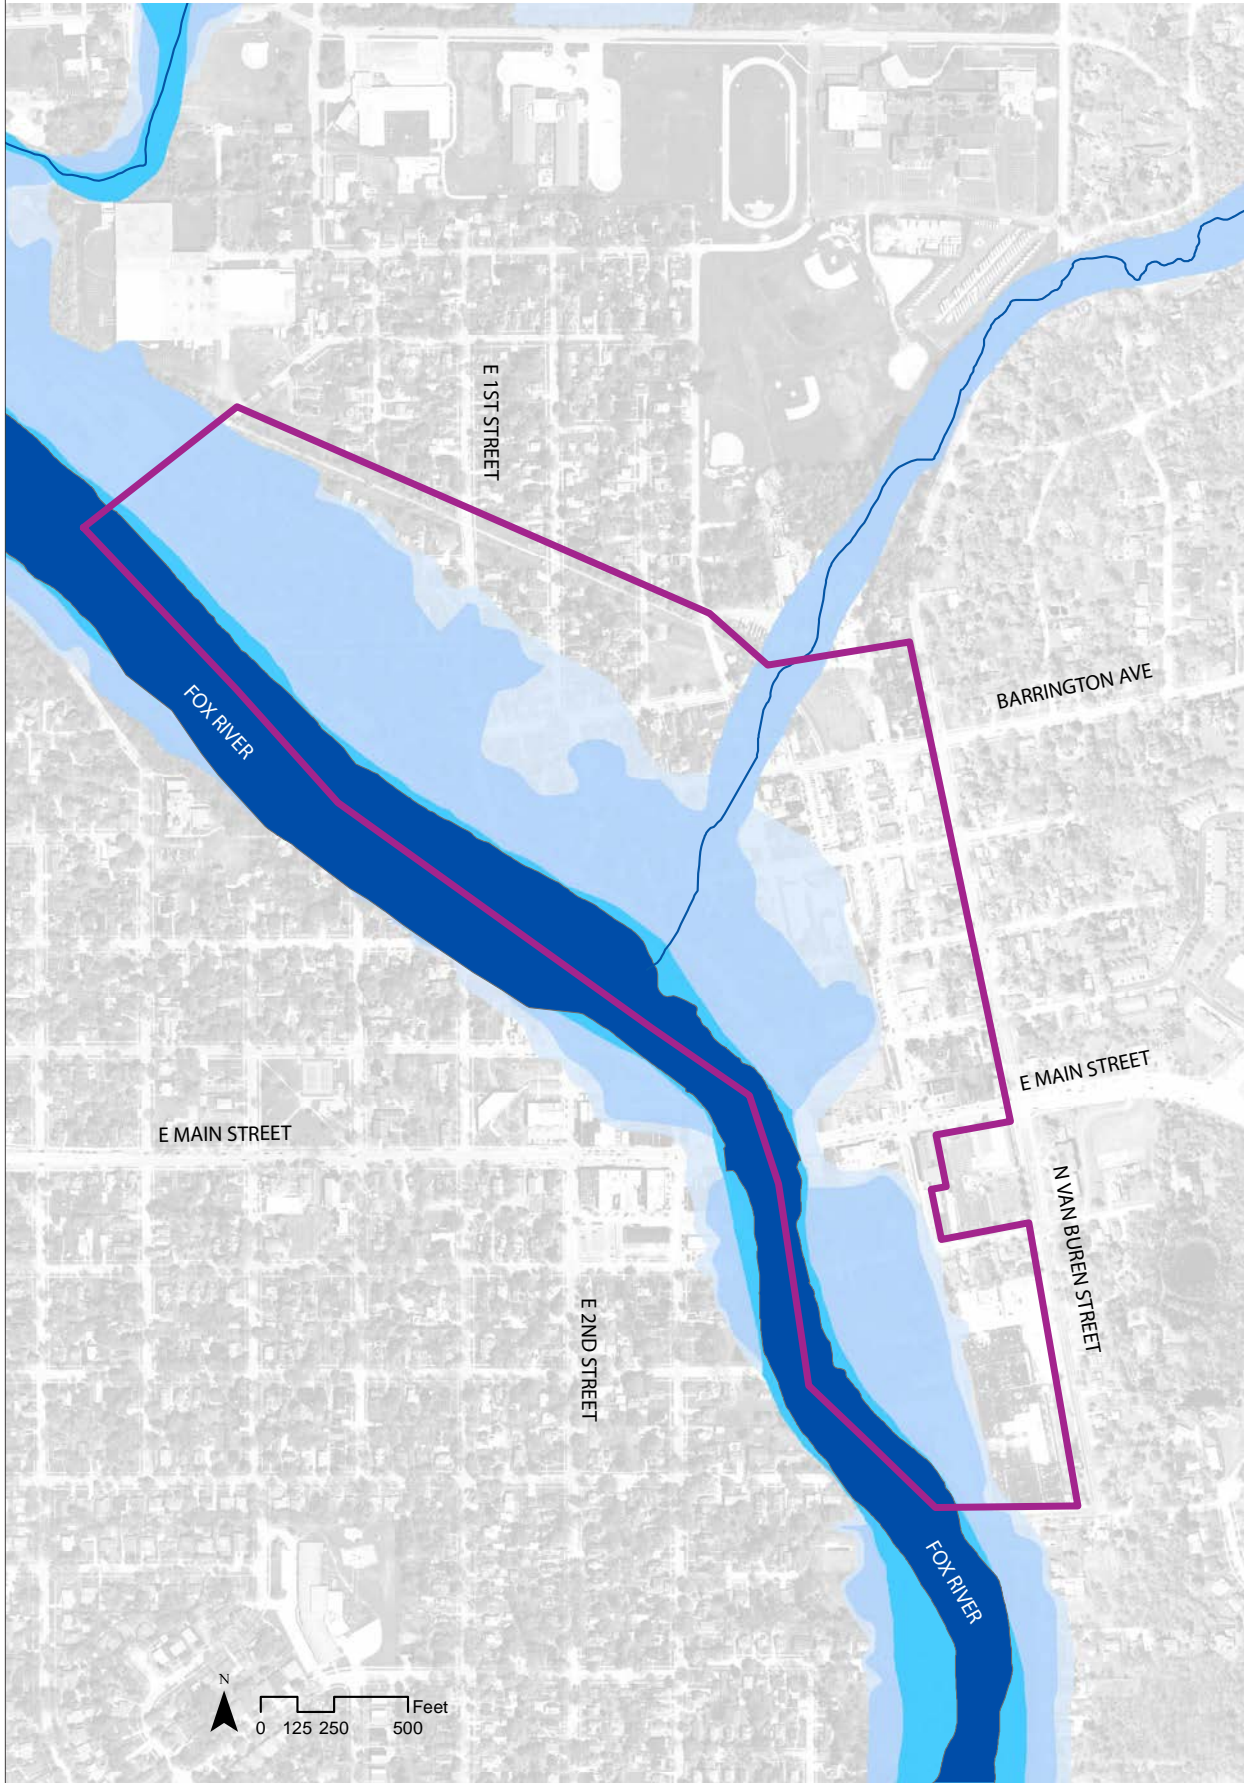 E 1ST STREET
BARRINGTON AVE
FOX RIVER
E MAIN STREET
E MAIN STREET
N VAN BUREN STREET
E 2ND STREET
FOX RIVER
N
Feet
0 125 250 500